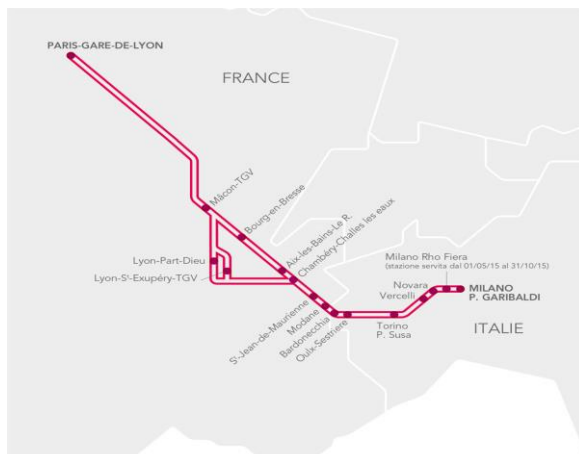 PARIS-GARE-DE-LYON
FRANCE
Mâcon-TGV
Bourg-en-Bresse
Aix-les-Bains-Le R.
Chambéry-Challes les eaux
Lyon-Part-Dieu
Lyon-Sᵗ-Exupéry-TGV
Milano Rho Fiera
(stazione servita dal 01/05/15 al 31/10/15)
Novara
Vercelli
MILANO
P. GARIBALDI
Sᵗ-Jean-de-Maurienne
Modane
Bardonecchia
Oulx-Sestriere
Torino
P. Susa
ITALIE